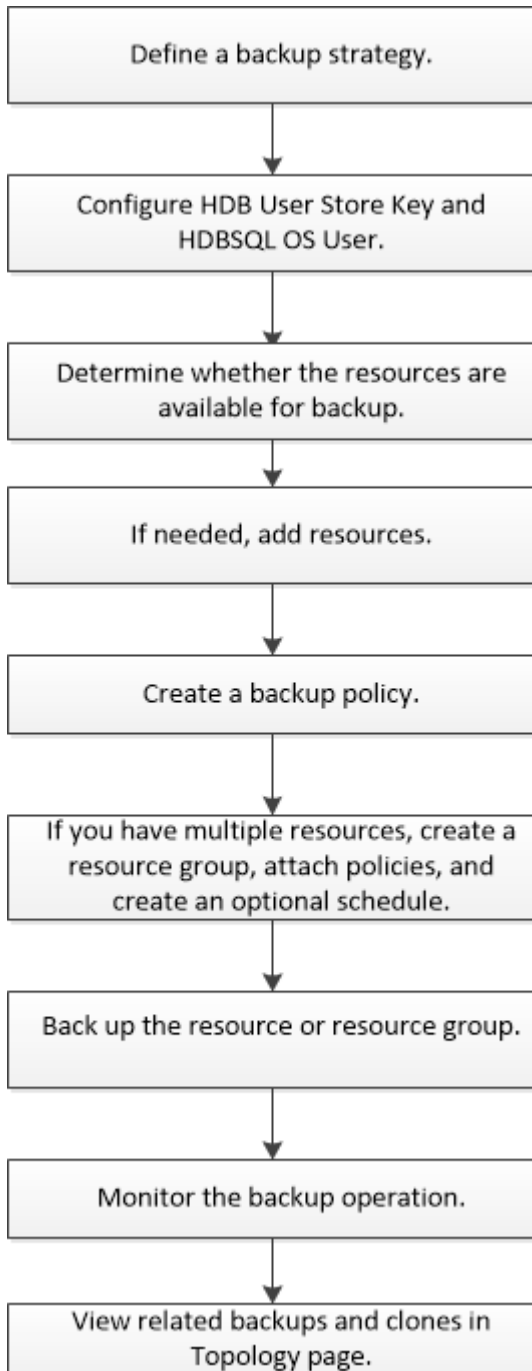 Define a backup strategy.
Configure HDB User Store Key and
HDBSQL OS User.
Determine whether the resources are
available for backup.
If needed, add resources.
Create a backup policy.
If you have multiple resources, create a
resource group, attach policies, and
create an optional schedule.
Back up the resource or resource group.
Monitor the backup operation.
View related backups and clones in
Topology page.